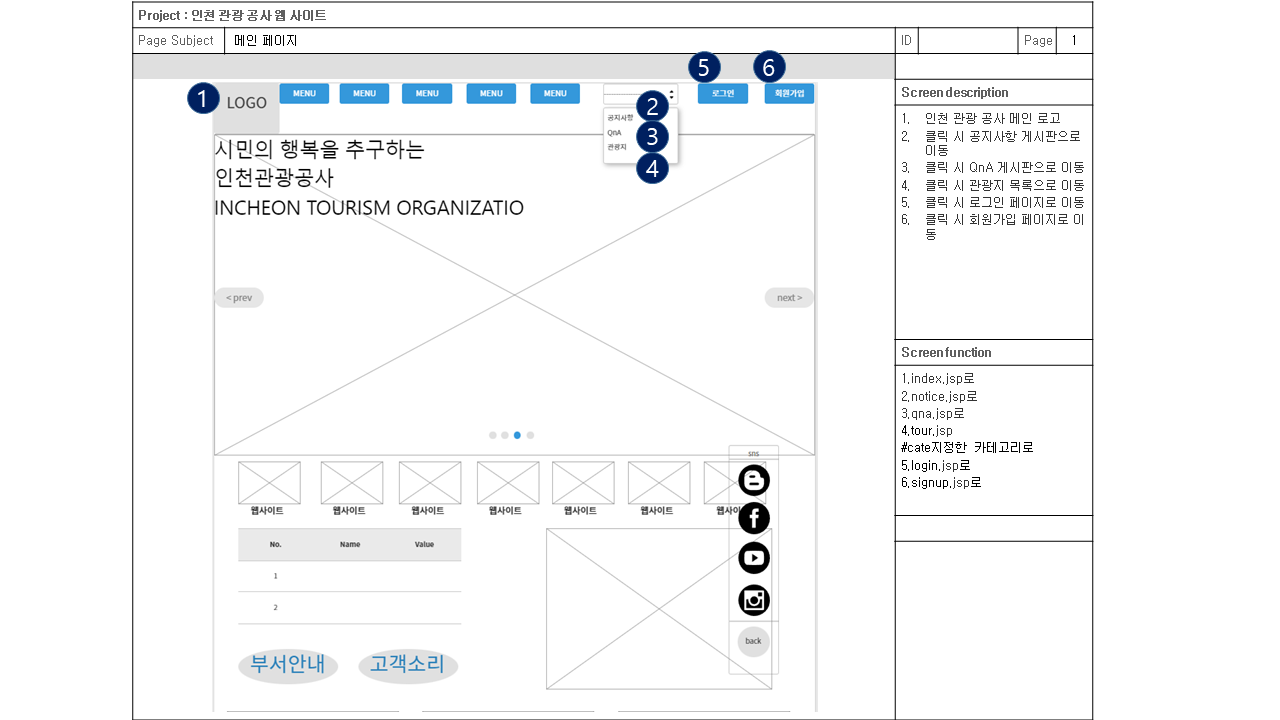 Project : 인천 관광 공사 웹 사이트
Page Subject 메인 페이지 ID Page 1
5 6
1 LOGO MENU MENU MENU MENU MENU 로그인 회원가입
공지사항 2
QnA 3
관광지 4
시민의 행복을 추구하는
인천관광공사
INCHEON TOURISM ORGANIZATIO
< prev next >
sns
웹사이트 웹사이트 웹사이트 웹사이트 웹사이트 웹사이트 웹사
No. Name Value
1
2
back
부서안내 고객소리
Screen description
1. 인천 관광 공사 메인 로고
2. 클릭 시 공지사항 게시판으로
이동
3. 클릭 시 QnA 게시판으로 이동
4. 클릭 시 관광지 목록으로 이동
5. 클릭 시 로그인 페이지로 이동
6. 클릭 시 회원가입 페이지로 이
동
Screen function
1.index.jsp로
2.notice.jsp로
3.qna.jsp로
4.tour.jsp
#cate지정한 카테고리로
5.login.jsp로
6.signup.jsp로